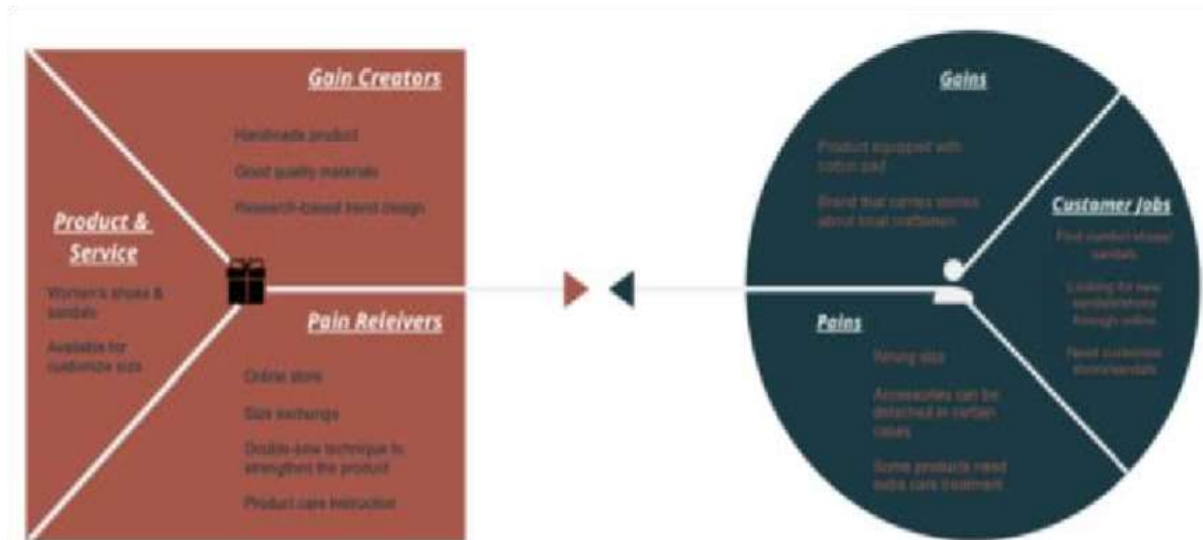 Gain Creators
Handmade product
Good quality materials
Research-based trend design
Product &
Service
Women's shoes &
sandals
Available for
customize size
Pain Releivers
Online store
Size exchange
Double-sew technique to
strengthen the product
Product care instruction
Gains
Product equipped with
cotton pad
Brand that carries stories
about local craftsmen
Customer Jobs
Find comfort shoes/
sandals
Looking for new
sandals/shoes
through online
Need customize
shoes/sandals
Pains
Wrong size
Accessories can be
detached in certain
cases
Some products need
extra care treatment